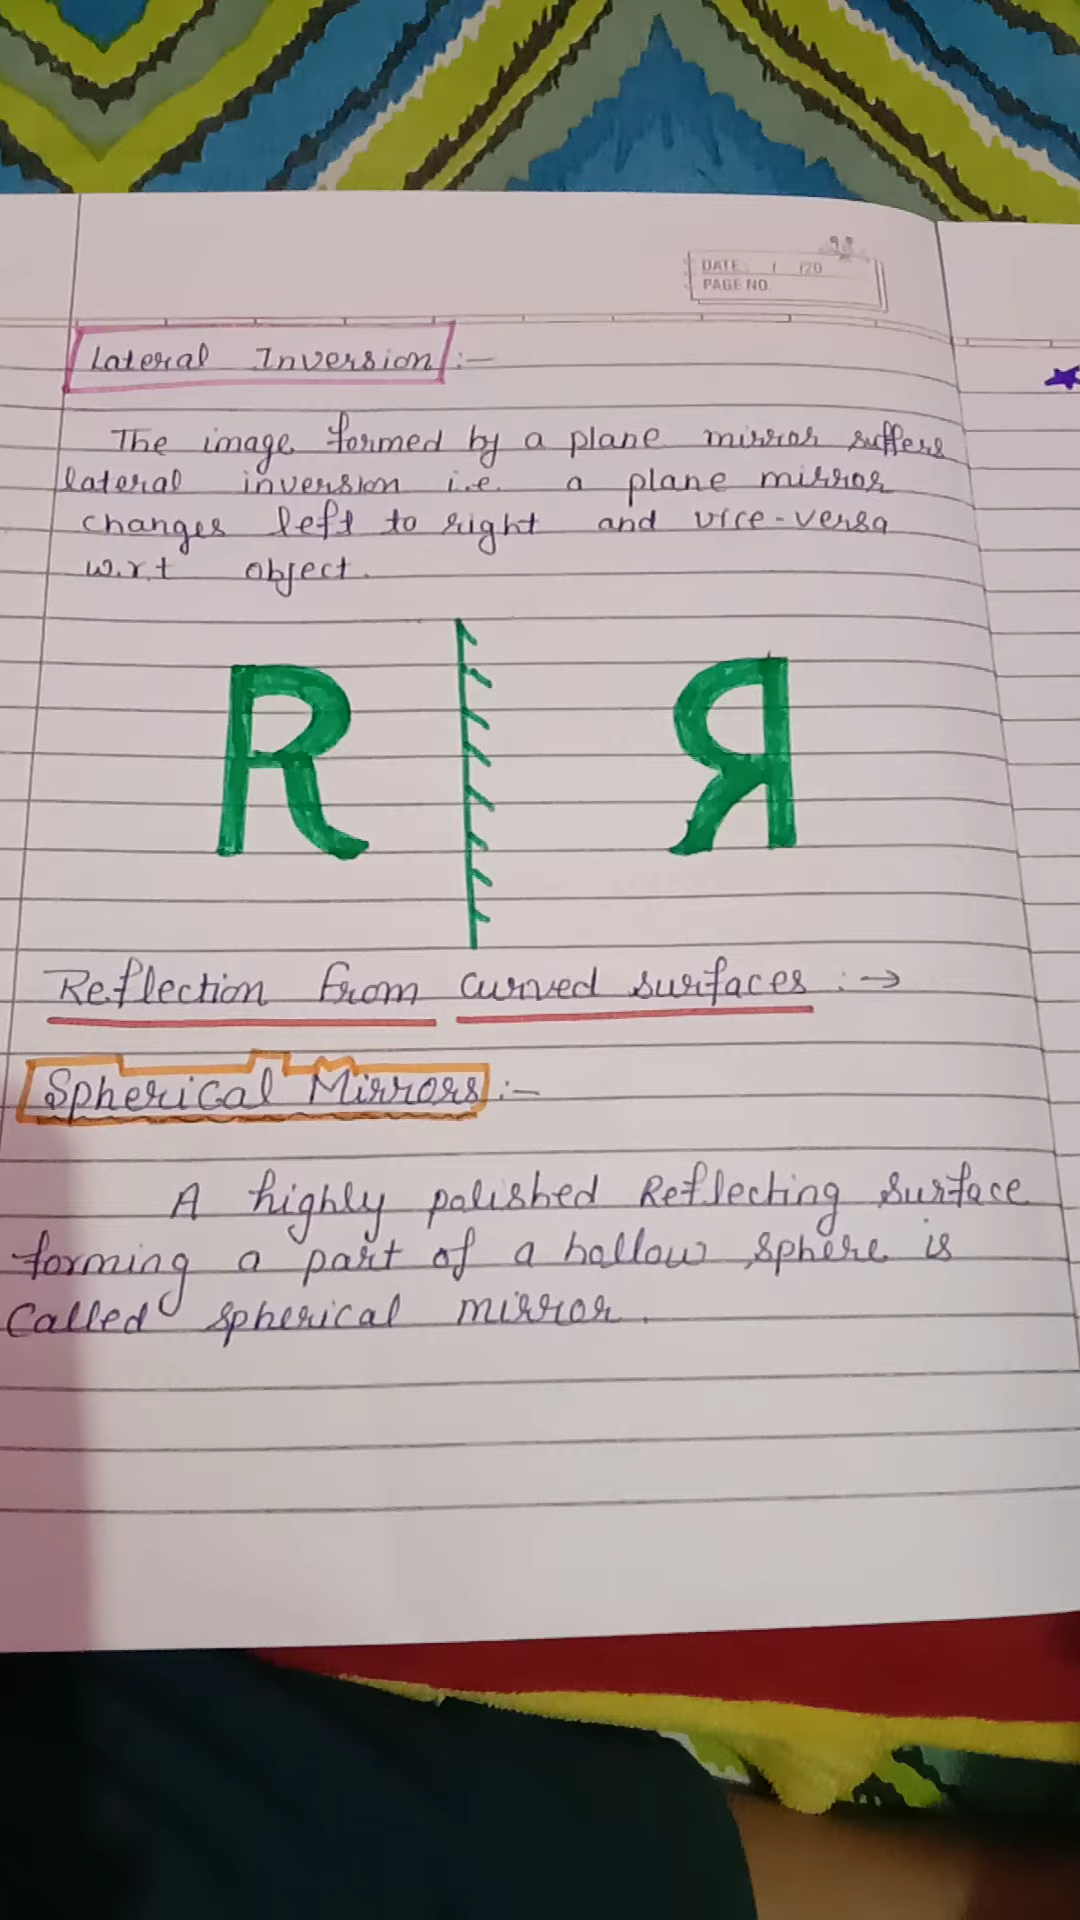 DATE: / /20
PAGE NO.
Lateral Inversion :-
The image formed by a plane mirror suffers
lateral inversion i.e. a plane mirror
changes left to right and vice-versa
w.r.t object.
R Я
Reflection from curved surfaces :→
Spherical Mirrors :-
A highly polished Reflecting surface
forming a part of a hollow sphere is
called spherical mirror.